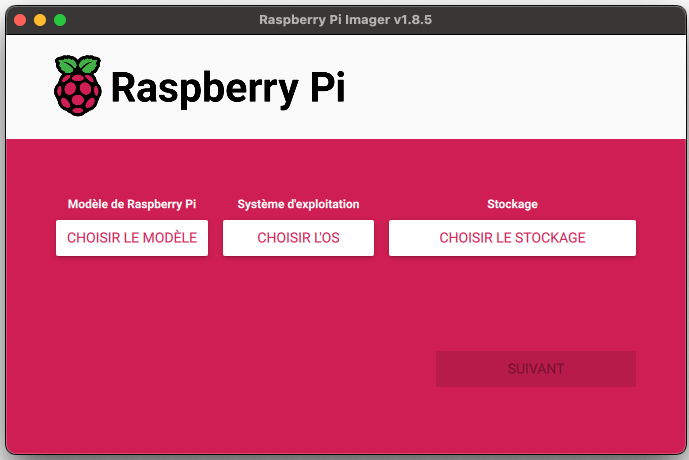 Raspberry Pi Imager v1.8.5
Raspberry Pi
Modèle de Raspberry Pi
Système d'exploitation
Stockage
CHOISIR LE MODÈLE
CHOISIR L'OS
CHOISIR LE STOCKAGE
SUIVANT